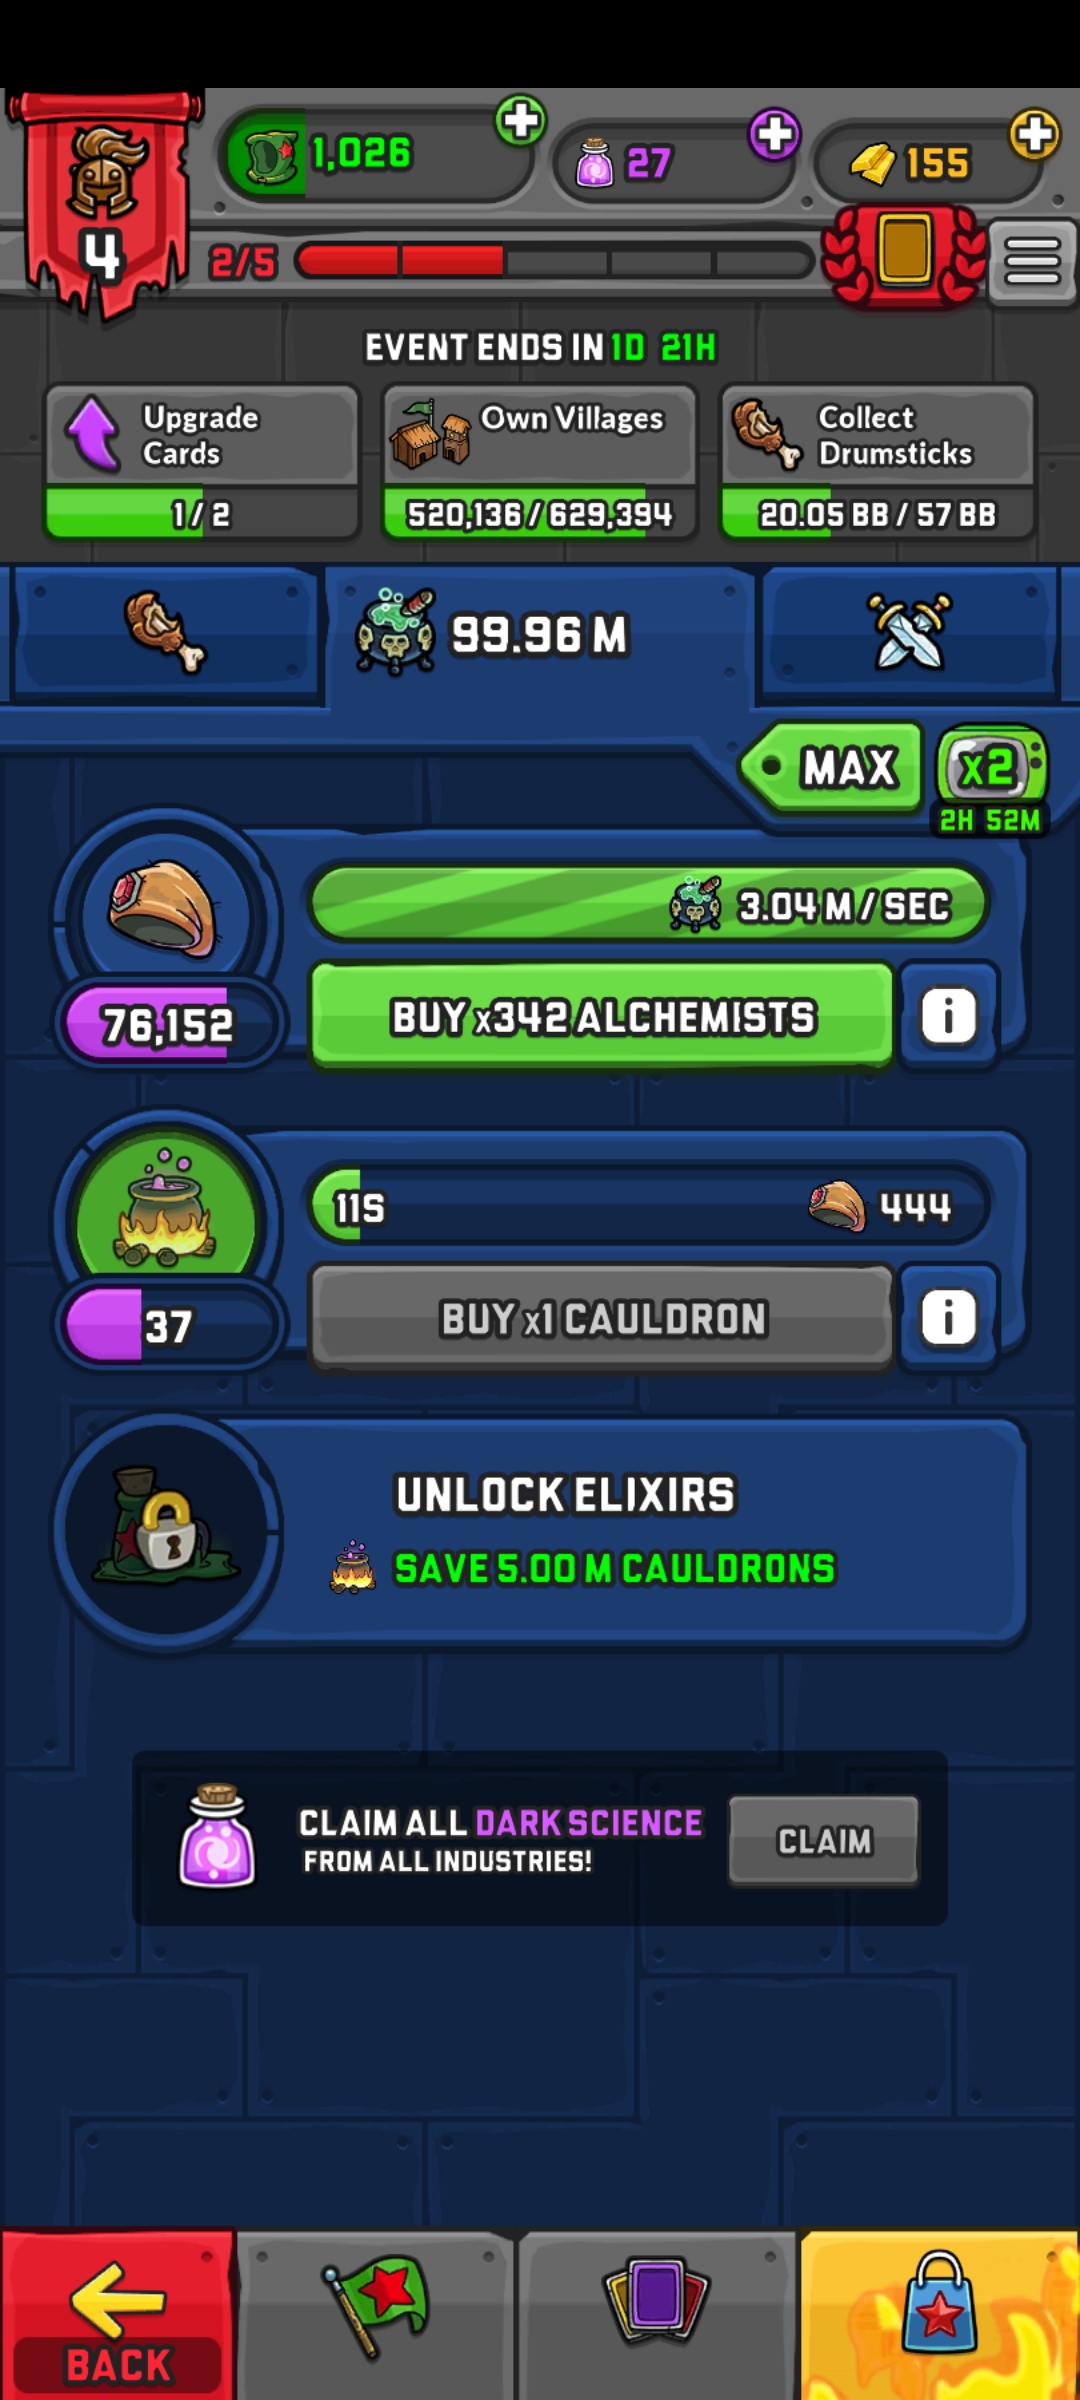 4
1,026
27
155
2/5
EVENT ENDS IN 1D 21H
Upgrade
Cards
1/2
Own Villages
520,136/629,394
Collect
Drumsticks
20.05 BB / 57 BB
99.96 M
MAX
x2
2H 52M
3.04 M / SEC
76,152
BUY x342 ALCHEMISTS
i
11S
444
37
BUY x1 CAULDRON
i
UNLOCK ELIXIRS
SAVE 5.00 M CAULDRONS
CLAIM ALL DARK SCIENCE
FROM ALL INDUSTRIES!
CLAIM
BACK